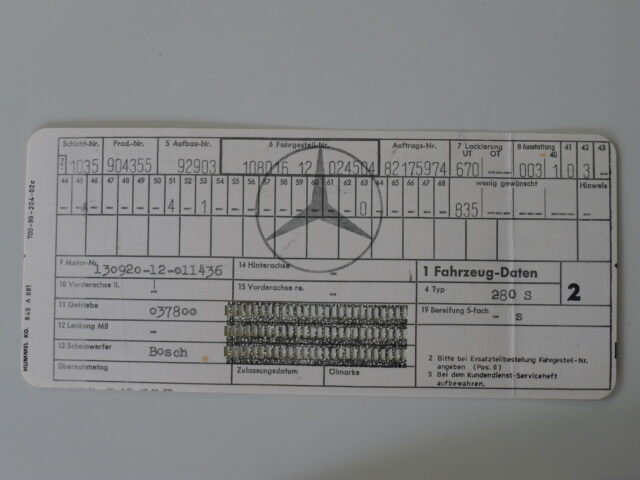 Schicht-Nr. Prod.-Nr. 5 Aufbau-Nr. 6 Fahrgestell-Nr. Auftrags-Nr. 7 Lackierung UT OT 8 Ausstattung 40 41 42 43
1035 904355 92903 108016 12 024504 82175974 670 ---- 003 1 0 3 -
44 45 46 47 48 49 50 51 52 53 54 55 56 57 58 59 60 61 62 63 64 65 66 67 68 wenig gewünscht Hinweis
- - - - - - - 4 - 1 - - - - - - - - - 0 - - - - - 835 ---- -
9 Motor-Nr. 130920-12-011436 14 Hinterachse - 1 Fahrzeug-Daten 2
10 Vorderachse li. - 15 Vorderachse re. - 4 Typ 280 S
11 Getriebe 037800 19 Bereifung 5-fach - S
12 Lenkung MB -
13 Scheinwerfer Bosch
2 Bitte bei Ersatzteilbestellung Fahrgestell-Nr. angeben (Pos. 6)
3 Bei dem Kundendienst-Serviceheft aufbewahren.
Übernahmetag Zulassungsdatum Ölmarke
HUMMEL KG. 840 A 681 700-99-204-02c